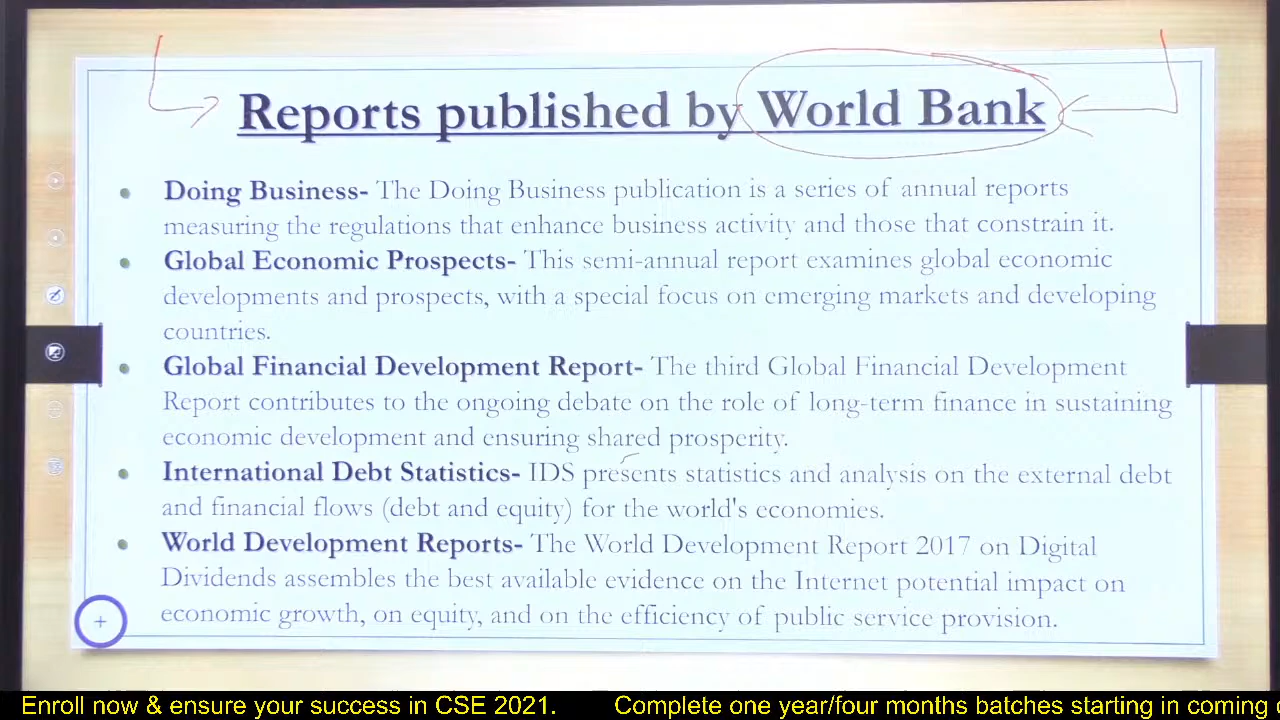 Reports published by World Bank
Doing Business- The Doing Business publication is a series of annual reports
measuring the regulations that enhance business activity and those that constrain it.
Global Economic Prospects- This semi-annual report examines global economic
developments and prospects, with a special focus on emerging markets and developing
countries.
Global Financial Development Report- The third Global Financial Development
Report contributes to the ongoing debate on the role of long-term finance in sustaining
economic development and ensuring shared prosperity.
International Debt Statistics- IDS presents statistics and analysis on the external debt
and financial flows (debt and equity) for the world's economies.
World Development Reports- The World Development Report 2017 on Digital
Dividends assembles the best available evidence on the Internet potential impact on
economic growth, on equity, and on the efficiency of public service provision.
Enroll now & ensure your success in CSE 2021. Complete one year/four months batches starting in coming